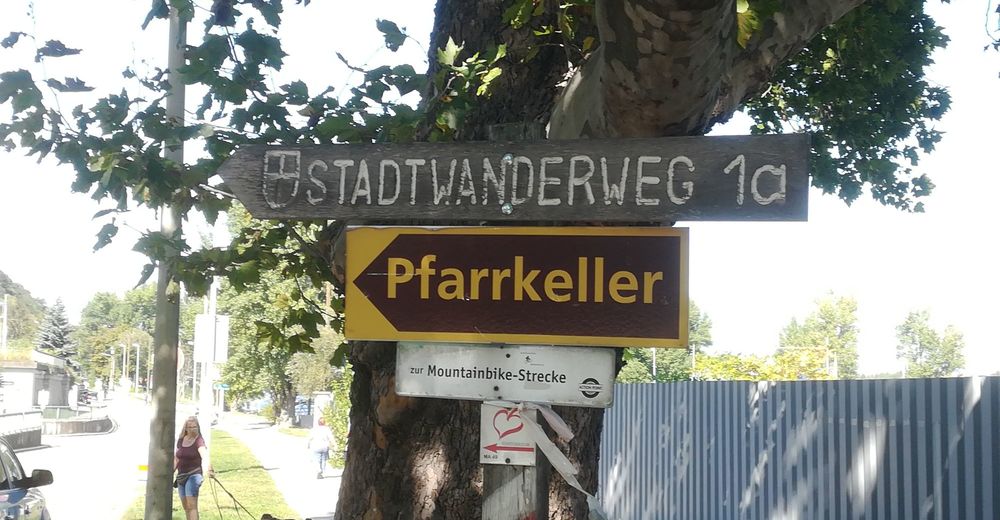 STADTWANDERWEG 1a
Pfarrkeller
zur Mountainbike-Strecke